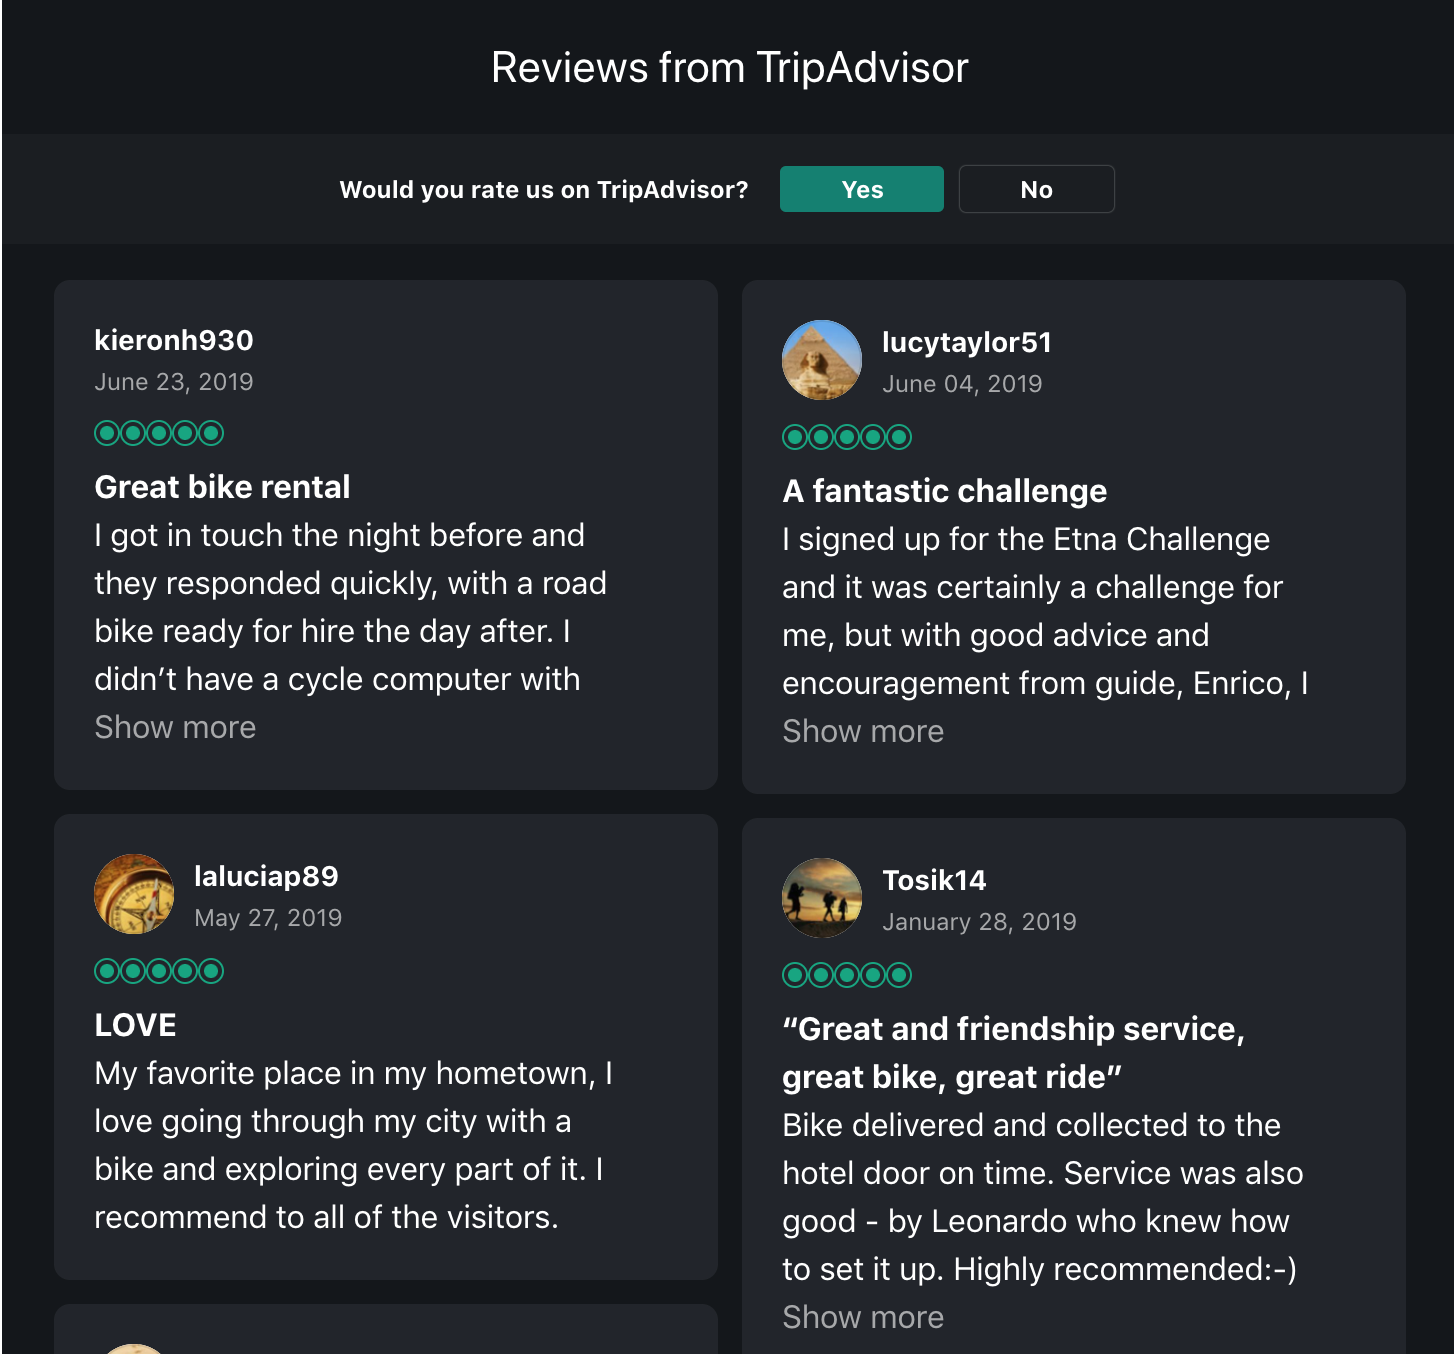 Reviews from TripAdvisor
Would you rate us on TripAdvisor?
Yes
No
kieronh930
June 23, 2019
Great bike rental
I got in touch the night before and
they responded quickly, with a road
bike ready for hire the day after. I
didn’t have a cycle computer with
Show more
lucytaylor51
June 04, 2019
A fantastic challenge
I signed up for the Etna Challenge
and it was certainly a challenge for
me, but with good advice and
encouragement from guide, Enrico, I
Show more
laluciap89
May 27, 2019
LOVE
My favorite place in my hometown, I
love going through my city with a
bike and exploring every part of it. I
recommend to all of the visitors.
Tosik14
January 28, 2019
“Great and friendship service,
great bike, great ride”
Bike delivered and collected to the
hotel door on time. Service was also
good - by Leonardo who knew how
to set it up. Highly recommended:-)
Show more